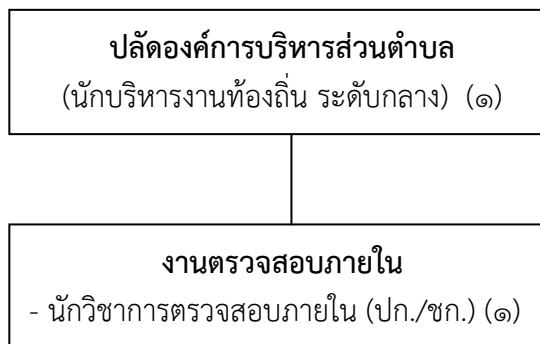 ปลัดองค์การบริหารส่วนตำบล
(นักบริหารงานท้องถิ่น ระดับกลาง) (๑)
งานตรวจสอบภายใน
- นักวิชาการตรวจสอบภายใน (ปก./ชก.) (๑)